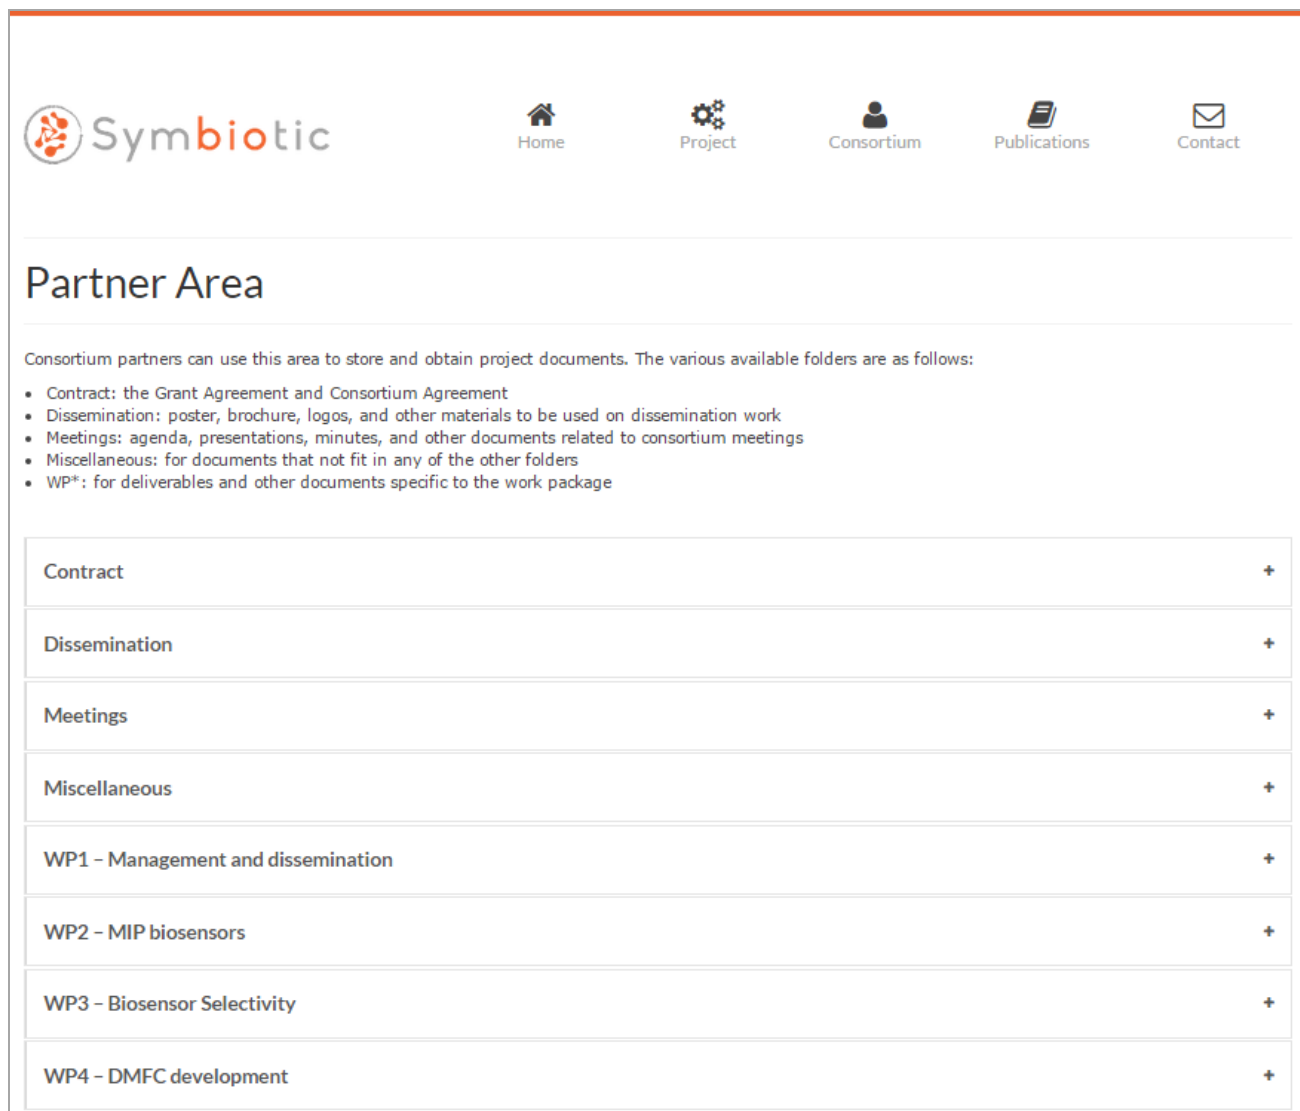 Symbiotic
Home
Project
Consortium
Publications
Contact
Partner Area
Consortium partners can use this area to store and obtain project documents. The various available folders are as follows:
• Contract: the Grant Agreement and Consortium Agreement
• Dissemination: poster, brochure, logos, and other materials to be used on dissemination work
• Meetings: agenda, presentations, minutes, and other documents related to consortium meetings
• Miscellaneous: for documents that not fit in any of the other folders
• WP*: for deliverables and other documents specific to the work package
Contract +
Dissemination +
Meetings +
Miscellaneous +
WP1 – Management and dissemination +
WP2 – MIP biosensors +
WP3 – Biosensor Selectivity +
WP4 – DMFC development +